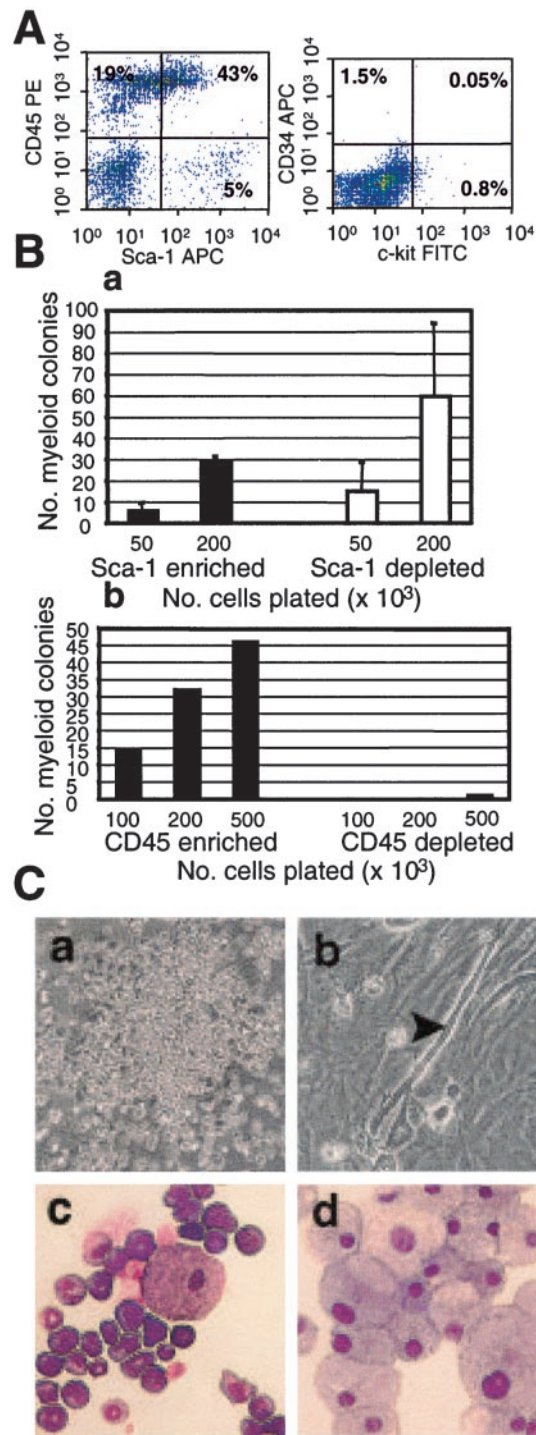 A
CD45 PE
10⁰ 10¹ 10² 10³ 10⁴
19%
43%
5%
10⁰ 10¹ 10² 10³ 10⁴
Sca-1 APC
CD34 APC
10⁰ 10¹ 10² 10³ 10⁴
1.5%
0.05%
0.8%
10⁰ 10¹ 10² 10³ 10⁴
c-kit FITC
B
a
No. myeloid colonies
100
90
80
70
60
50
40
30
20
10
0
50 200 50 200
Sca-1 enriched Sca-1 depleted
No. cells plated (x 10³)
b
No. myeloid colonies
50
45
40
35
30
25
20
15
10
5
0
100 200 500 100 200 500
CD45 enriched CD45 depleted
No. cells plated (x 10³)
C
a
b
c
d